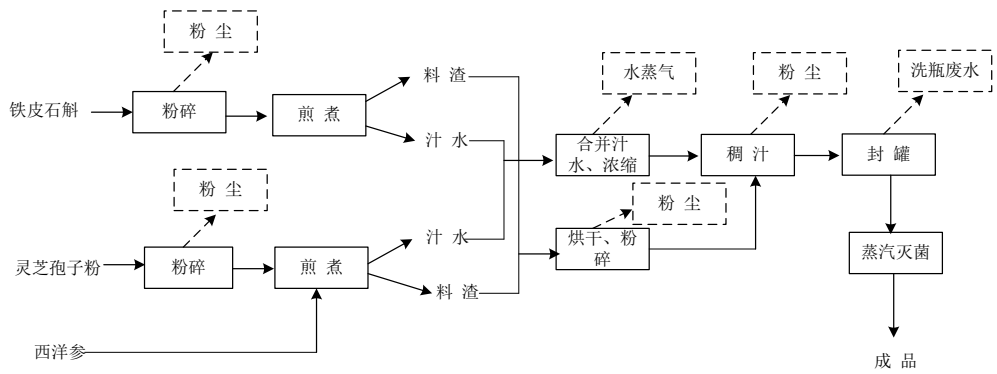 粉 尘
水蒸气
粉 尘
洗瓶废水
料 渣
铁皮石斛
粉碎
煎 煮
汁 水
合并汁
水、浓缩
稠汁
封 罐
粉 尘
粉 尘
汁 水
烘干、粉
碎
蒸汽灭菌
灵芝孢子粉
粉碎
煎 煮
料 渣
西洋参
成 品